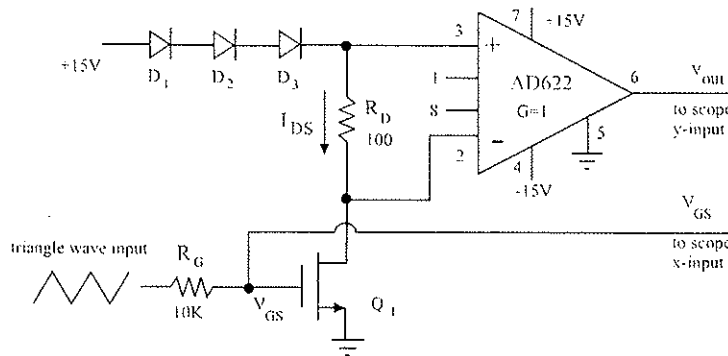 +15V
D1
D2
D3
IDS
RD
100
3
1
8
2
7
+15V
+
AD622
G=1
-
4
-15V
5
6
Vout
to scope
y-input
VGS
to scope
x-input
triangle wave input
RG
10K
VGS
Q1